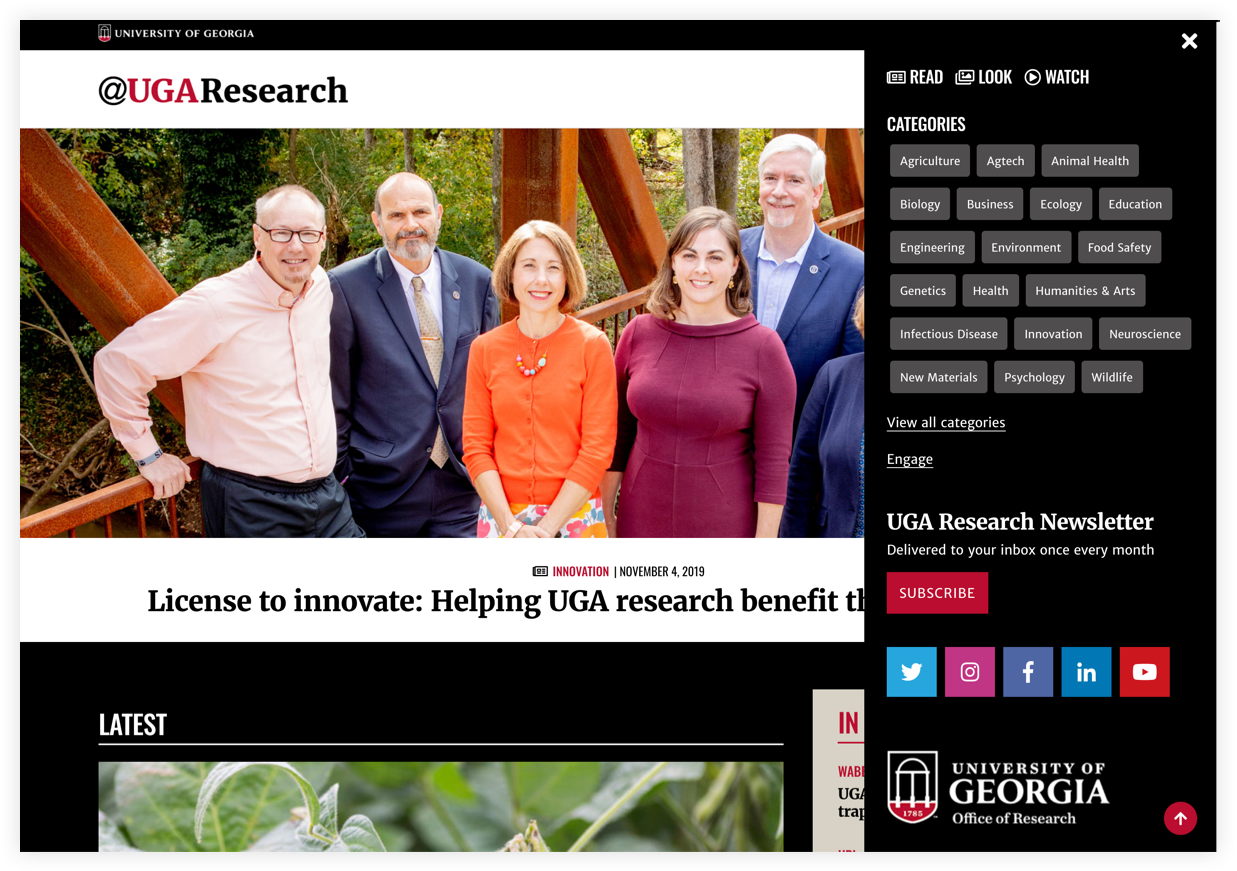 UNIVERSITY OF GEORGIA
@UGAResearch
INNOVATION | NOVEMBER 4, 2019
License to innovate: Helping UGA research benefit
LATEST
IN
UGA
READ LOOK WATCH
CATEGORIES
Agriculture Agtech Animal Health
Biology Business Ecology Education
Engineering Environment Food Safety
Genetics Health Humanities & Arts
Infectious Disease Innovation Neuroscience
New Materials Psychology Wildlife
View all categories
Engage
UGA Research Newsletter
Delivered to your inbox once every month
SUBSCRIBE
UNIVERSITY OF
GEORGIA
1785
Office of Research